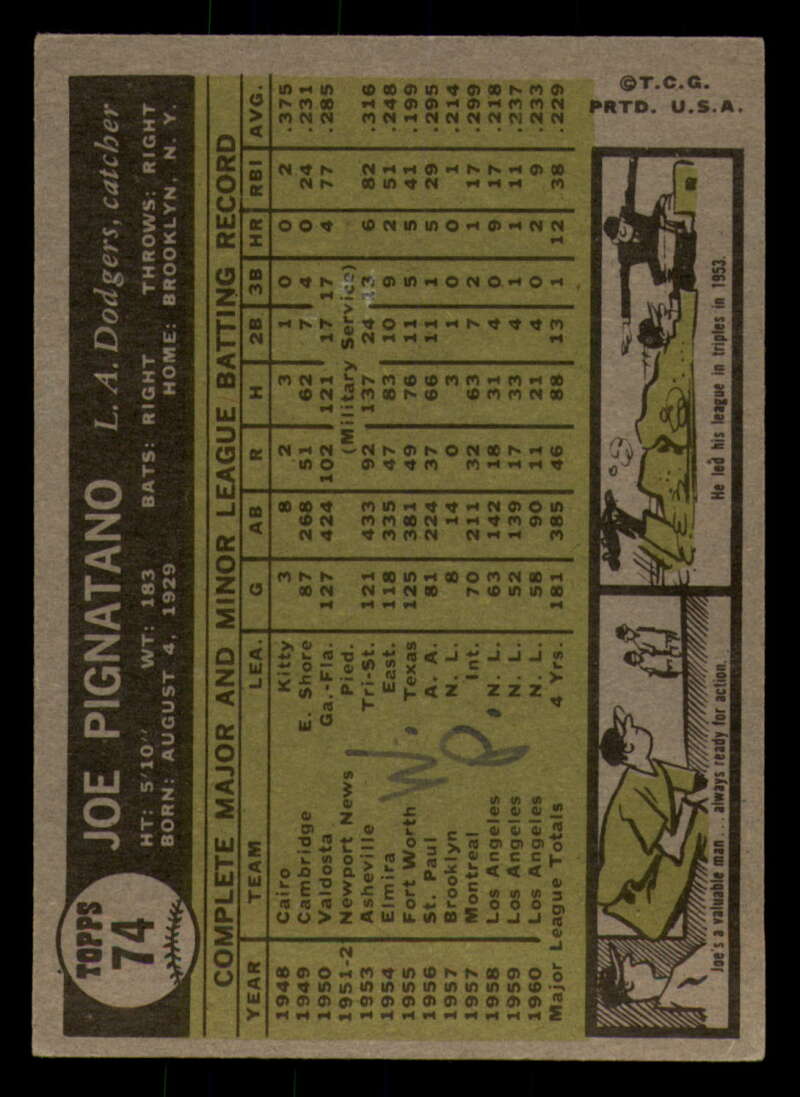 TOPPS
74
JOE PIGNATANO L. A. Dodgers, catcher
HT: 5'10" WT: 183 BATS: RIGHT THROWS: RIGHT
BORN: AUGUST 4, 1929 HOME: BROOKLYN, N. Y.
COMPLETE MAJOR AND MINOR LEAGUE BATTING RECORD
YEAR TEAM LEA. G AB R H 2B 3B HR RBI AVG.
1948 Cairo Kitty 3 8 2 3 1 0 0 2 .375
1949 Cambridge E. Shore 87 268 51 62 7 4 0 24 .231
1950 Valdosta Ga.-Fla. 127 424 102 121 17 17 4 77 .285
1951-2 Newport News Pied. (Military Service)
1953 Asheville Tri-St. 121 433 92 137 24 13 6 82 .316
1954 Elmira East. 118 335 47 83 10 9 2 51 .248
1955 Fort Worth Texas 125 381 49 76 11 5 5 41 .199
1956 St. Paul A. A. 81 224 37 66 11 1 5 29 .295
1957 Brooklyn N. L. 8 14 0 3 1 0 0 1 .214
1957 Montreal Int. 70 211 32 63 7 2 1 17 .299
1958 Los Angeles N. L. 63 142 18 31 4 0 9 17 .218
1959 Los Angeles N. L. 52 139 17 33 4 1 1 11 .237
1960 Los Angeles N. L. 58 90 11 21 4 0 2 9 .233
Major League Totals 4 Yrs. 181 385 46 88 13 1 12 38 .229
W.
P.
Joe's a valuable man... always ready for action..
He led his league in triples in 1953.
©T.C.G.
PRTD. U.S.A.